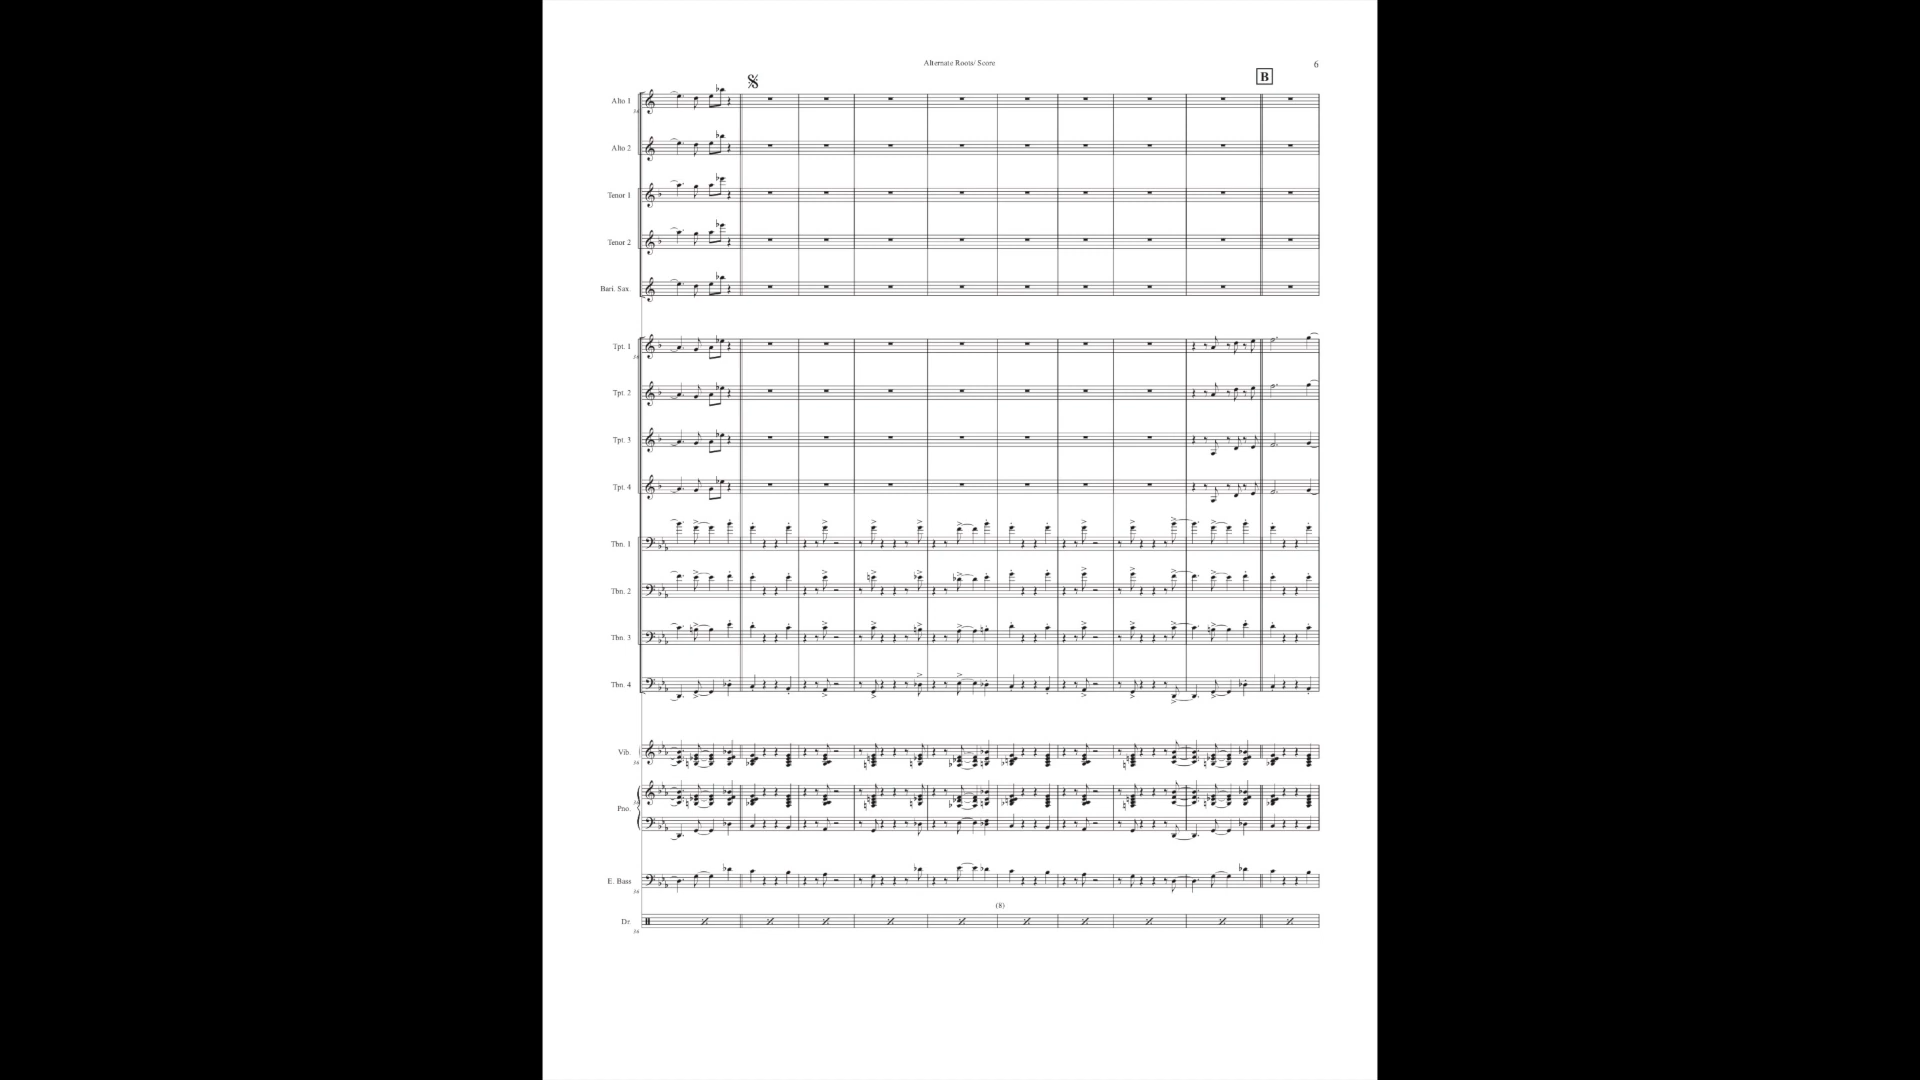 Alternate Roots/ Score
6
B
Alto 1
Alto 2
Tenor 1
Tenor 2
Bari. Sax
Tpt. 1
Tpt. 2
Tpt. 3
Tpt. 4
Tbn. 1
Tbn. 2
Tbn. 3
Tbn. 4
Vib.
Pno.
E. Bass
(8)
Dr.